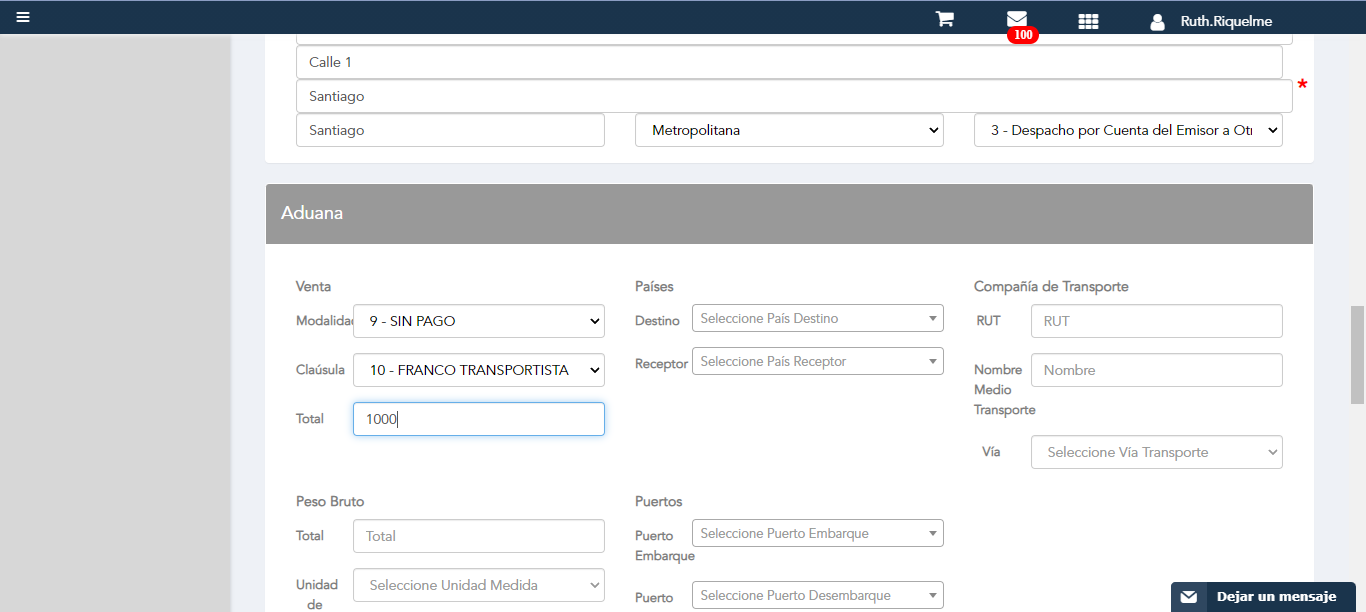 100
Ruth.Riquelme
Calle 1
Santiago
*
Santiago
Metropolitana
3 - Despacho por Cuenta del Emisor a Otr
Aduana
Venta
Modalidad
9 - SIN PAGO
Claúsula
10 - FRANCO TRANSPORTISTA
Total
1000
Países
Destino
Seleccione País Destino
Receptor
Seleccione País Receptor
Compañía de Transporte
RUT
RUT
Nombre
Medio
Transporte
Nombre
Vía
Seleccione Vía Transporte
Peso Bruto
Total
Total
Unidad
de
Seleccione Unidad Medida
Puertos
Puerto
Embarque
Seleccione Puerto Embarque
Puerto
Seleccione Puerto Desembarque
Dejar un mensaje